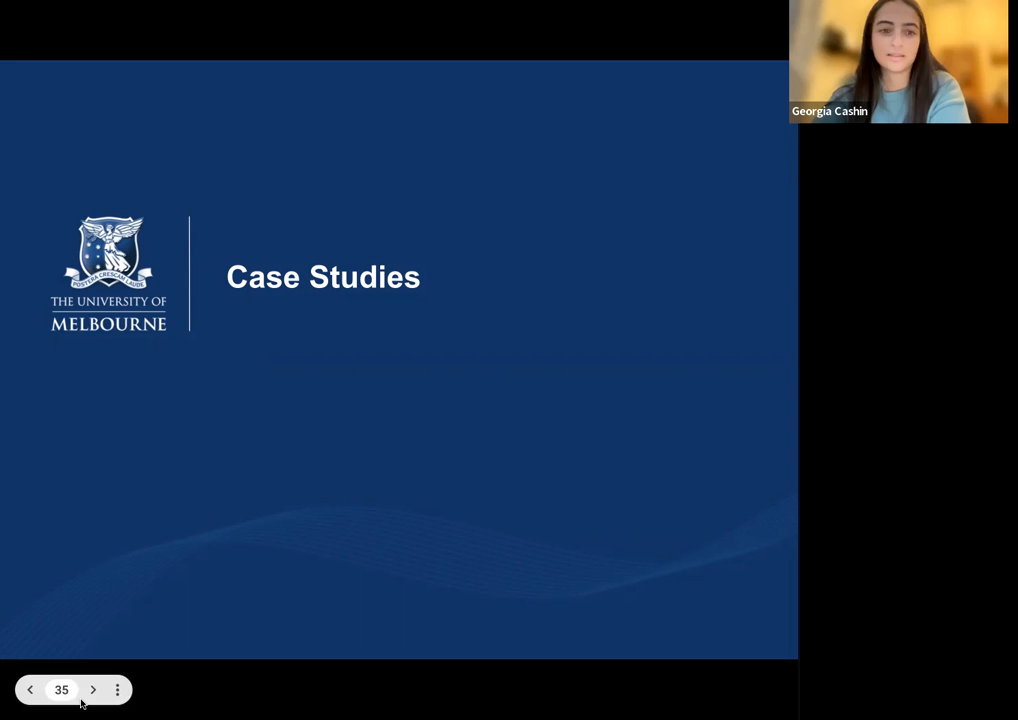 Georgia Cashin
Case Studies
POSTERA CRESCAM LAUDE
THE UNIVERSITY OF
MELBOURNE
35